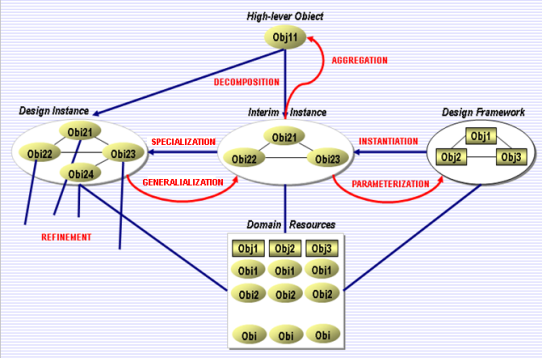 High-lever Obiect
Obj11
AGGREGATION
DECOMPOSITION
Design Instance
Interim Instance
Design Framework
Obi21
Obi22
Obi23
Obi24
SPECIALIZATION
GENERALIALIZATION
Obi21
Obi22
Obi23
INSTANTIATION
PARAMETERIZATION
Obj1
Obj2
Obj3
REFINEMENT
Domain Resources
Obj1 Obj2 Obj3
Obi1 Obi1 Obi1
Obi2 Obi2 Obi2
Obi Obi Obi